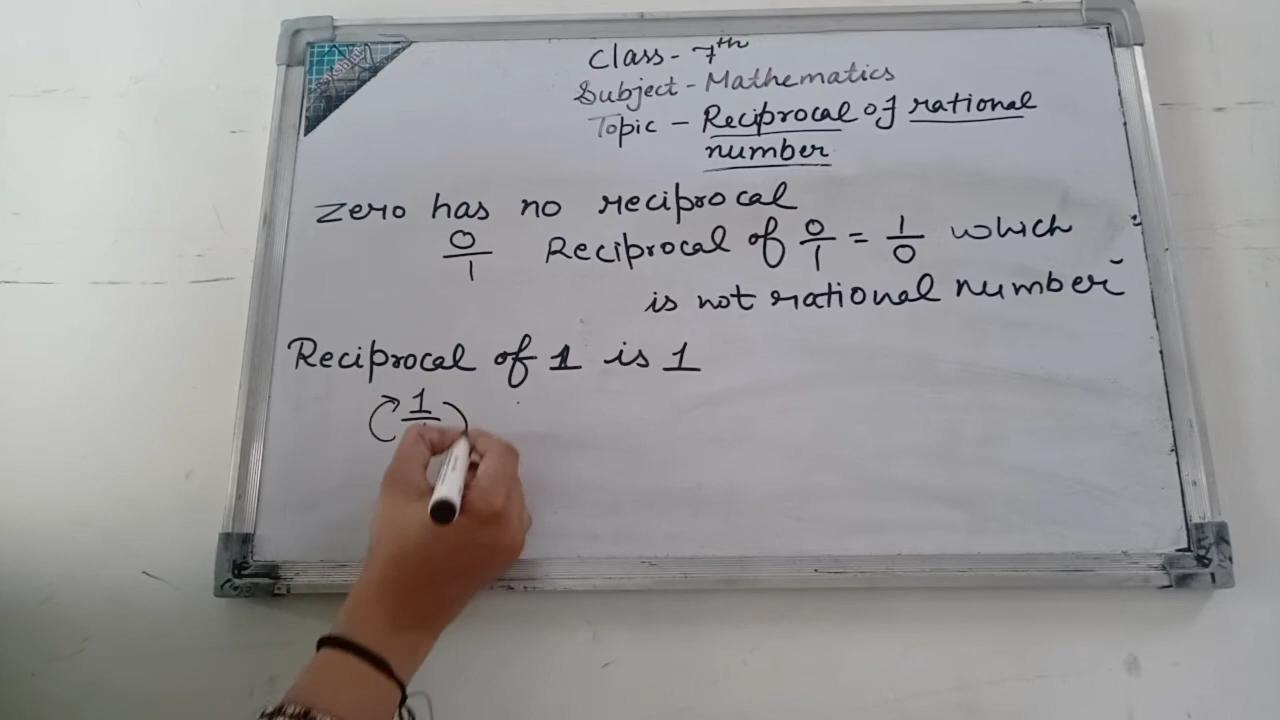 Class - 7th
Subject - Mathematics
Topic - Reciprocal of rational
number
zero has no reciprocal
0/1 Reciprocal of 0/1 = 1/0 which
is not rational number
Reciprocal of 1 is 1
1